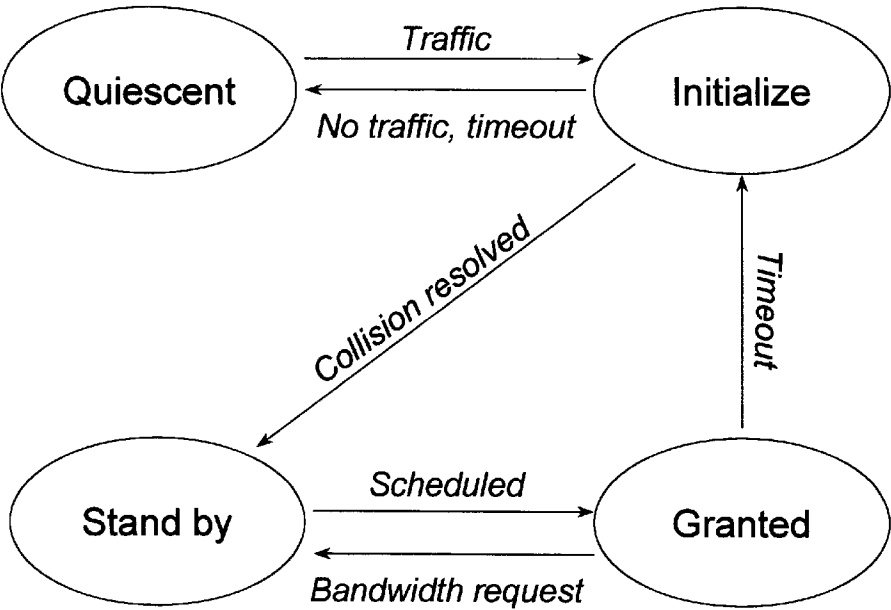 Traffic
Quiescent
Initialize
No traffic, timeout
Collision resolved
Timeout
Scheduled
Stand by
Granted
Bandwidth request